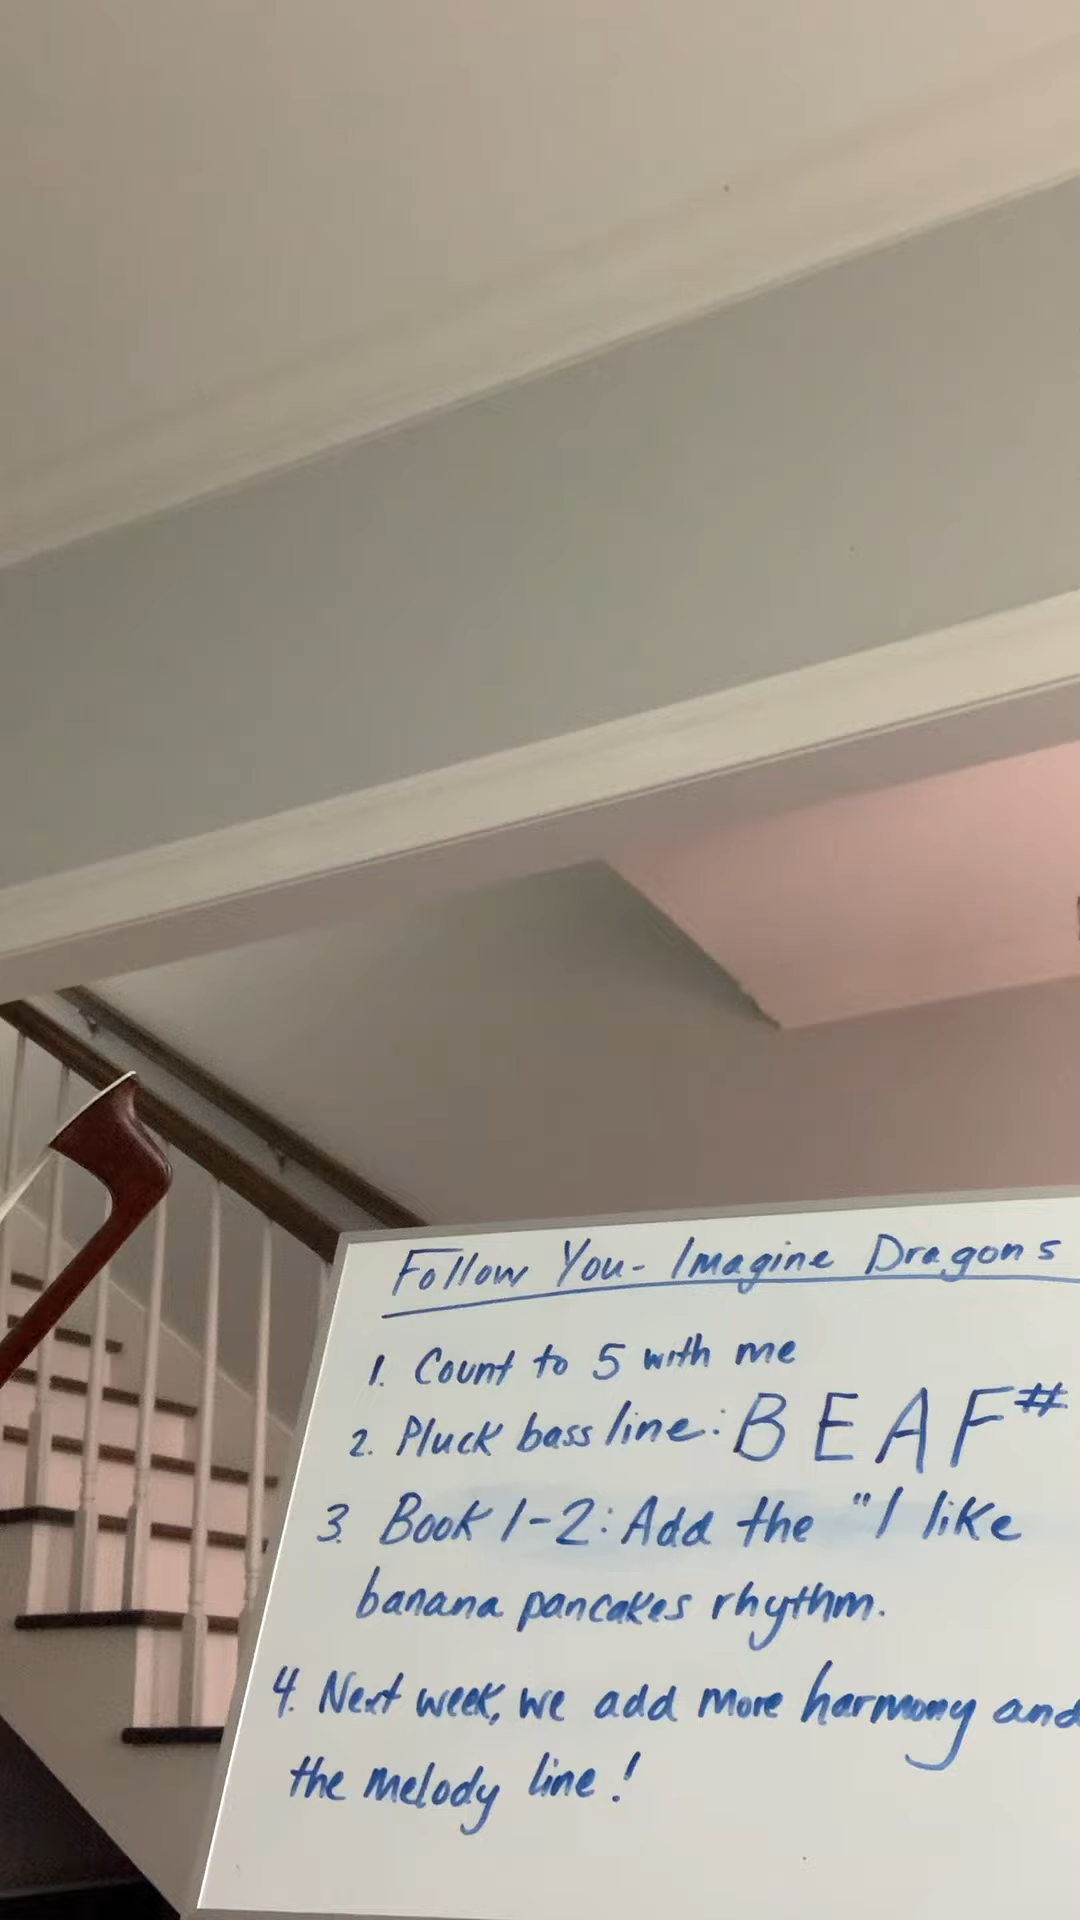 Follow You - Imagine Dragons
1. Count to 5 with me
2. Pluck bass line: B E A F#
3. Book 1-2: Add the "I like
banana pancakes rhythm.
4. Next week, we add more harmony and
the melody line!